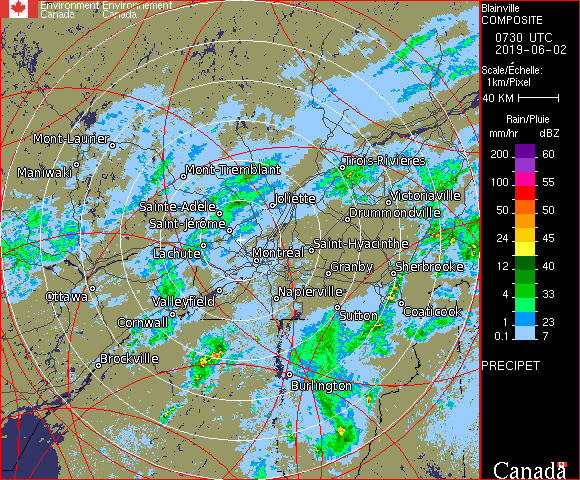 Environment Environnement
Canada Canada
Blainville
COMPOSITE
0730 UTC
2019-06-02
Scale/Échelle:
1km/Pixel
40 KM
Rain/Pluie
mm/hr dBZ
200 60
100 55
50 50
24 45
12 40
4 33
1 23
0.1 7
PRECIPET
Canada
Mont-Laurier
Maniwaki
Mont-Tremblant
Trois-Rivières
Sainte-Adèle
Joliette
Victoriaville
Drummondville
Saint-Jérôme
Lachute
Montréal
Saint-Hyacinthe
Granby
Sherbrooke
Ottawa
Valleyfield
Napierville
Cornwall
Sutton
Coaticook
Brockville
Burlington